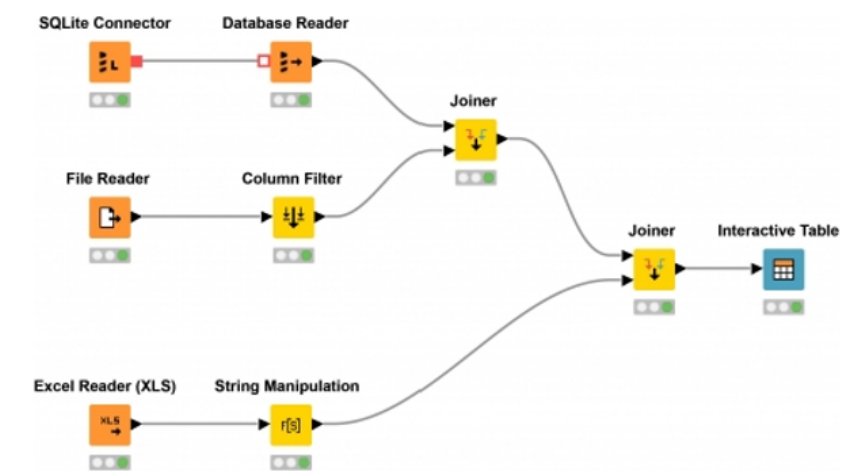 SQLite Connector
Database Reader
L
Joiner
File Reader
Column Filter
Joiner
Interactive Table
Excel Reader (XLS)
String Manipulation
XLS
F[S]